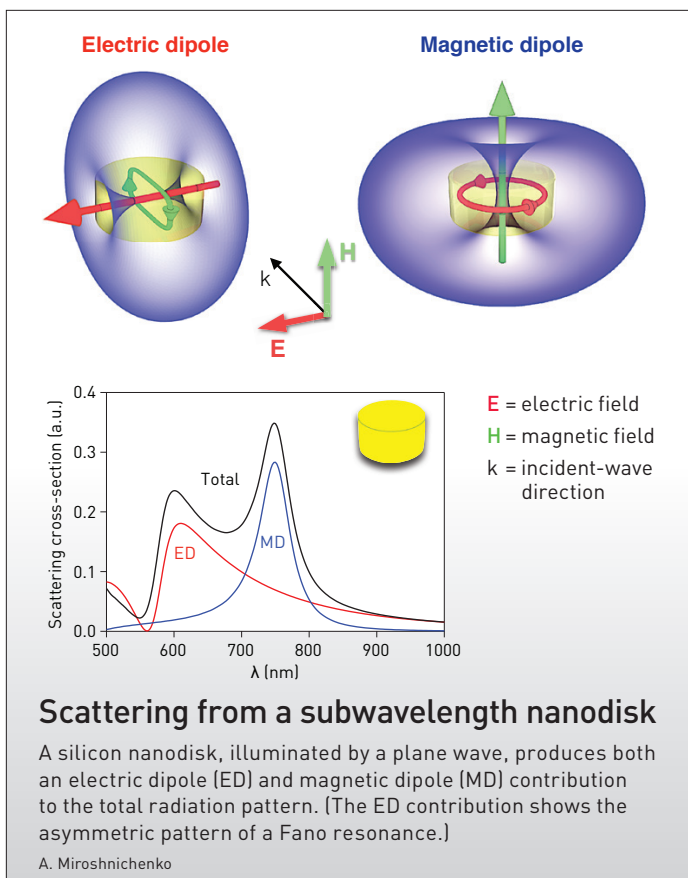 Electric dipole
Magnetic dipole
H
k
E
Scattering cross-section (a.u.)
0.4
0.3
0.2
0.1
0.0
Total
ED
MD
500
600
700
800
900
1000
λ (nm)
E = electric field
H = magnetic field
k = incident-wave
direction
Scattering from a subwavelength nanodisk
A silicon nanodisk, illuminated by a plane wave, produces both
an electric dipole (ED) and magnetic dipole (MD) contribution
to the total radiation pattern. (The ED contribution shows the
asymmetric pattern of a Fano resonance.)
A. Miroshnichenko